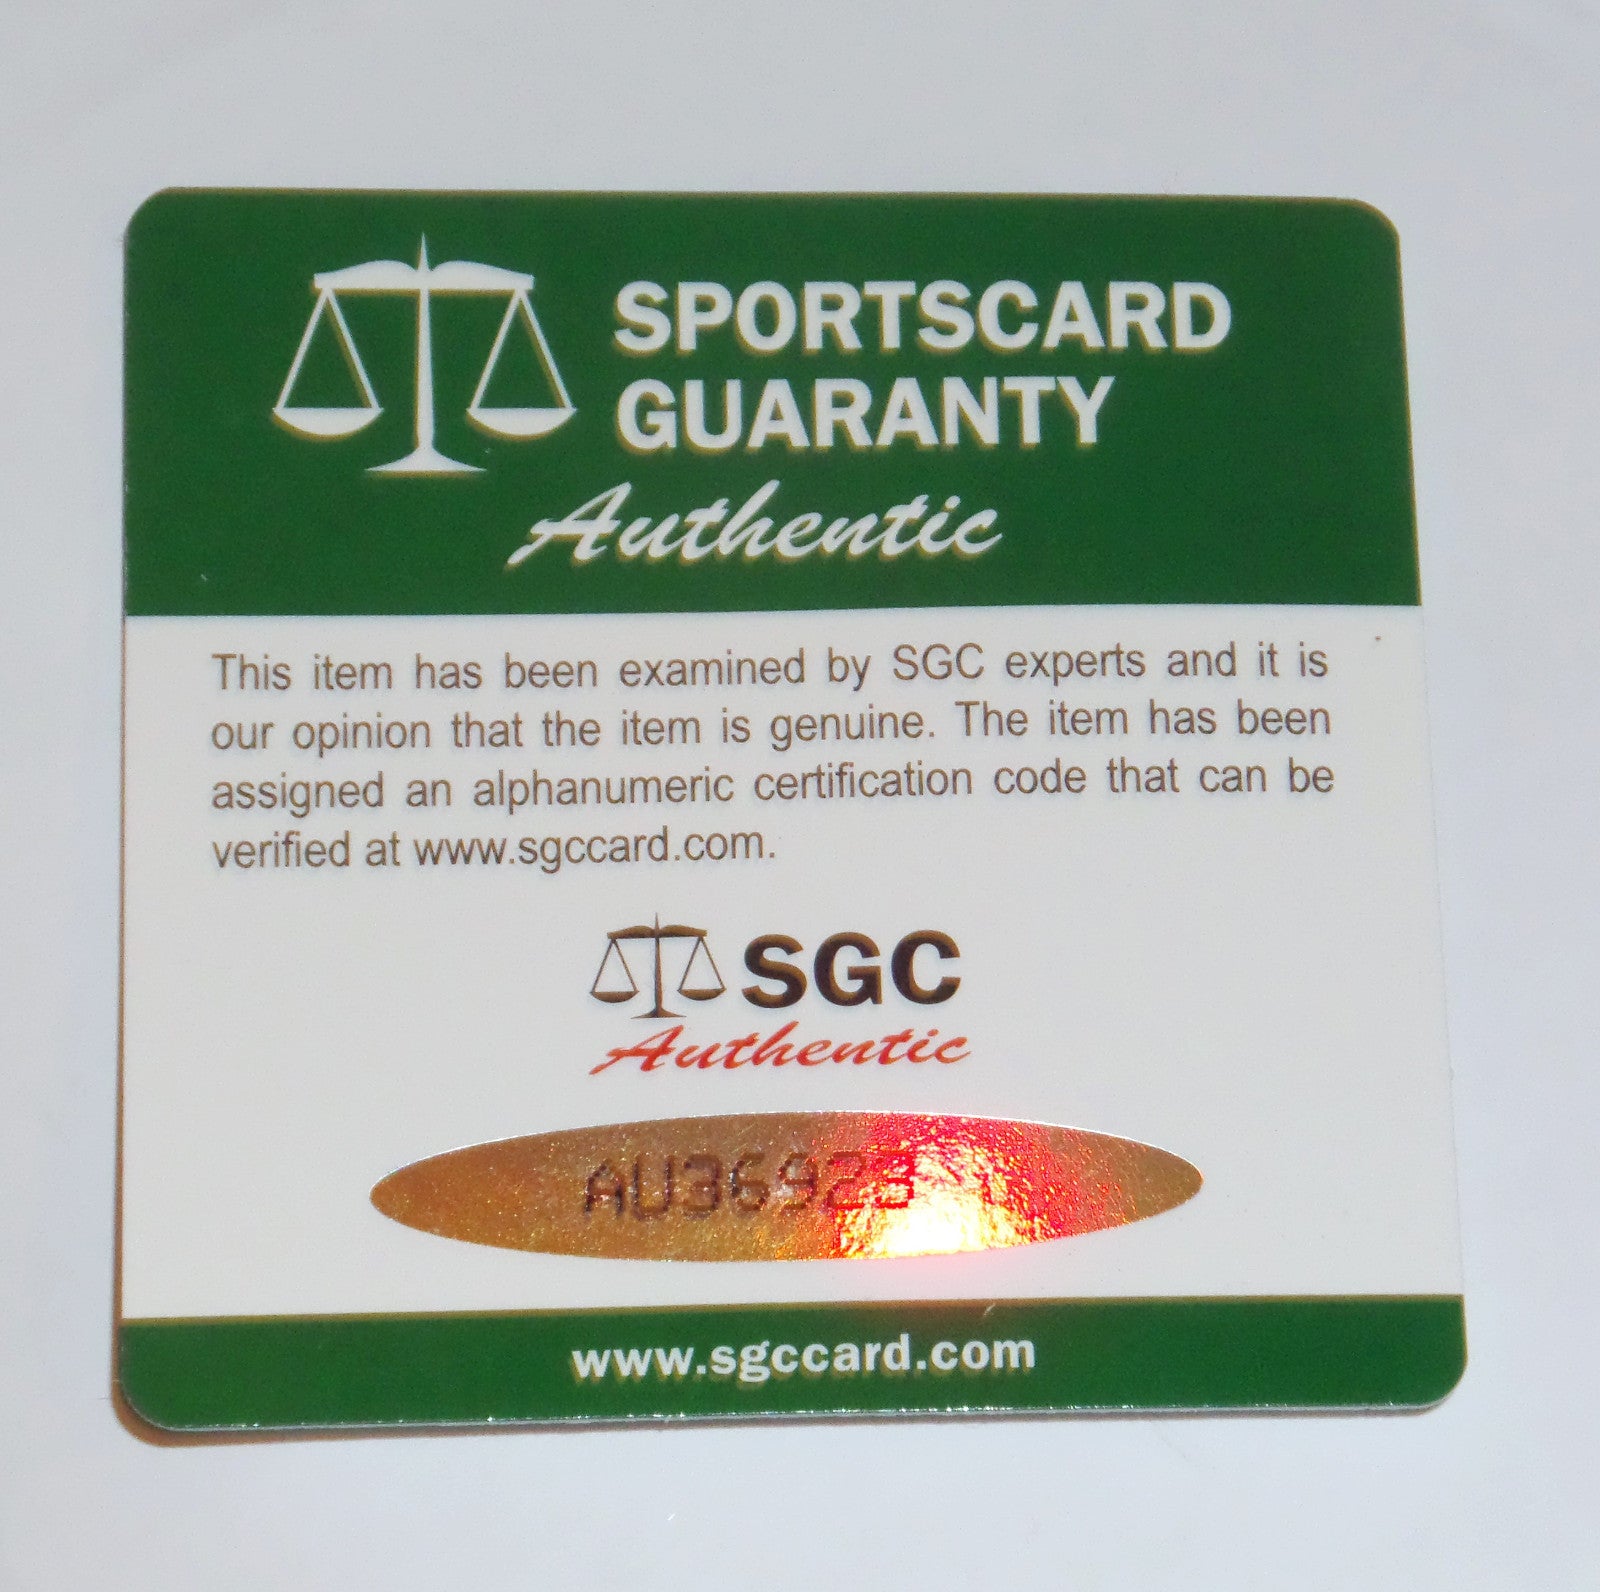 SPORTSCARD
GUARANTY
Authentic
This item has been examined by SGC experts and it is
our opinion that the item is genuine. The item has been
assigned an alphanumeric certification code that can be
verified at www.sgccard.com.
SGC
Authentic
AU36923
www.sgccard.com